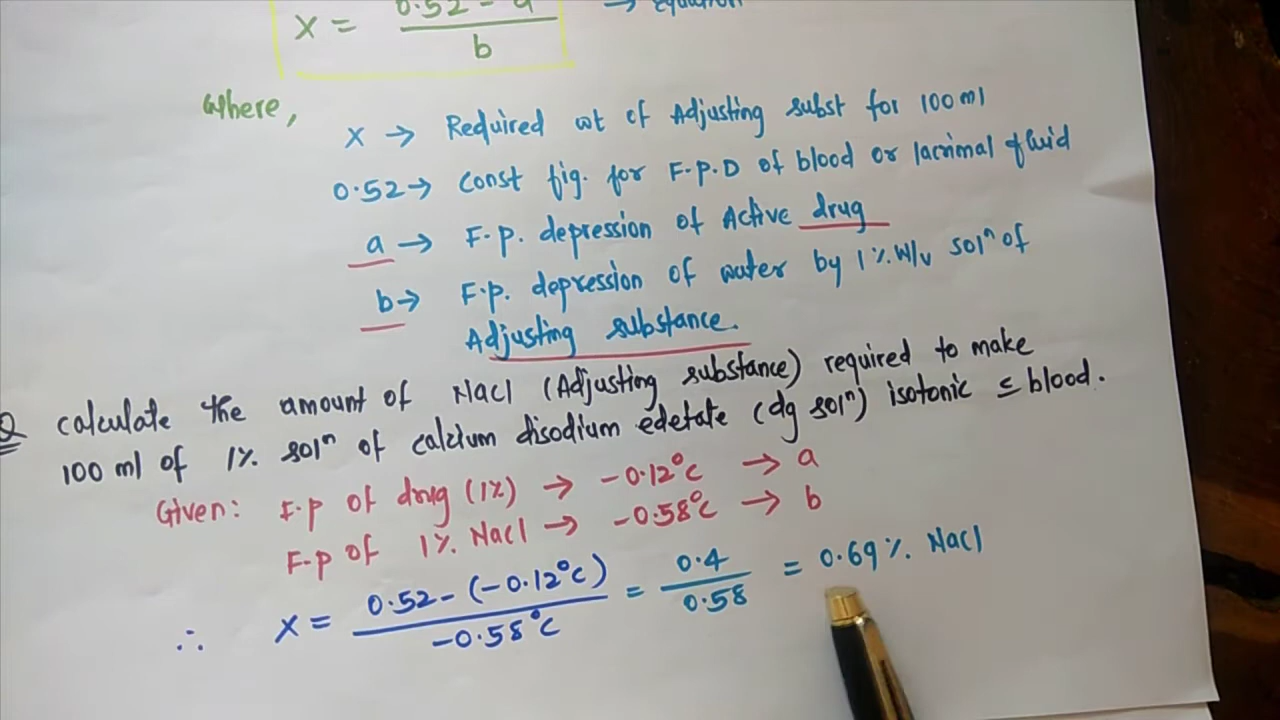 x = 0.52 - a / b → Equation
Where,
x → Required wt of Adjusting subst for 100 ml
0.52 → Const fig. for F.P.D of blood or lacrimal fluid
a → F.p. depression of Active drug
b → F.p. depression of water by 1% w/v solⁿ of
Adjusting substance.
Q calculate the amount of Nacl (Adjusting substance) required to make
100 ml of 1% solⁿ of calcium disodium edetate (dg solⁿ) isotonic c̄ blood.
Given: F.p of drug (1%) → -0.12°c → a
F.p of 1% Nacl → -0.58°c → b
∴ x = 0.52 - (-0.12°c) / -0.58°c = 0.4 / 0.58 = 0.69%. Nacl